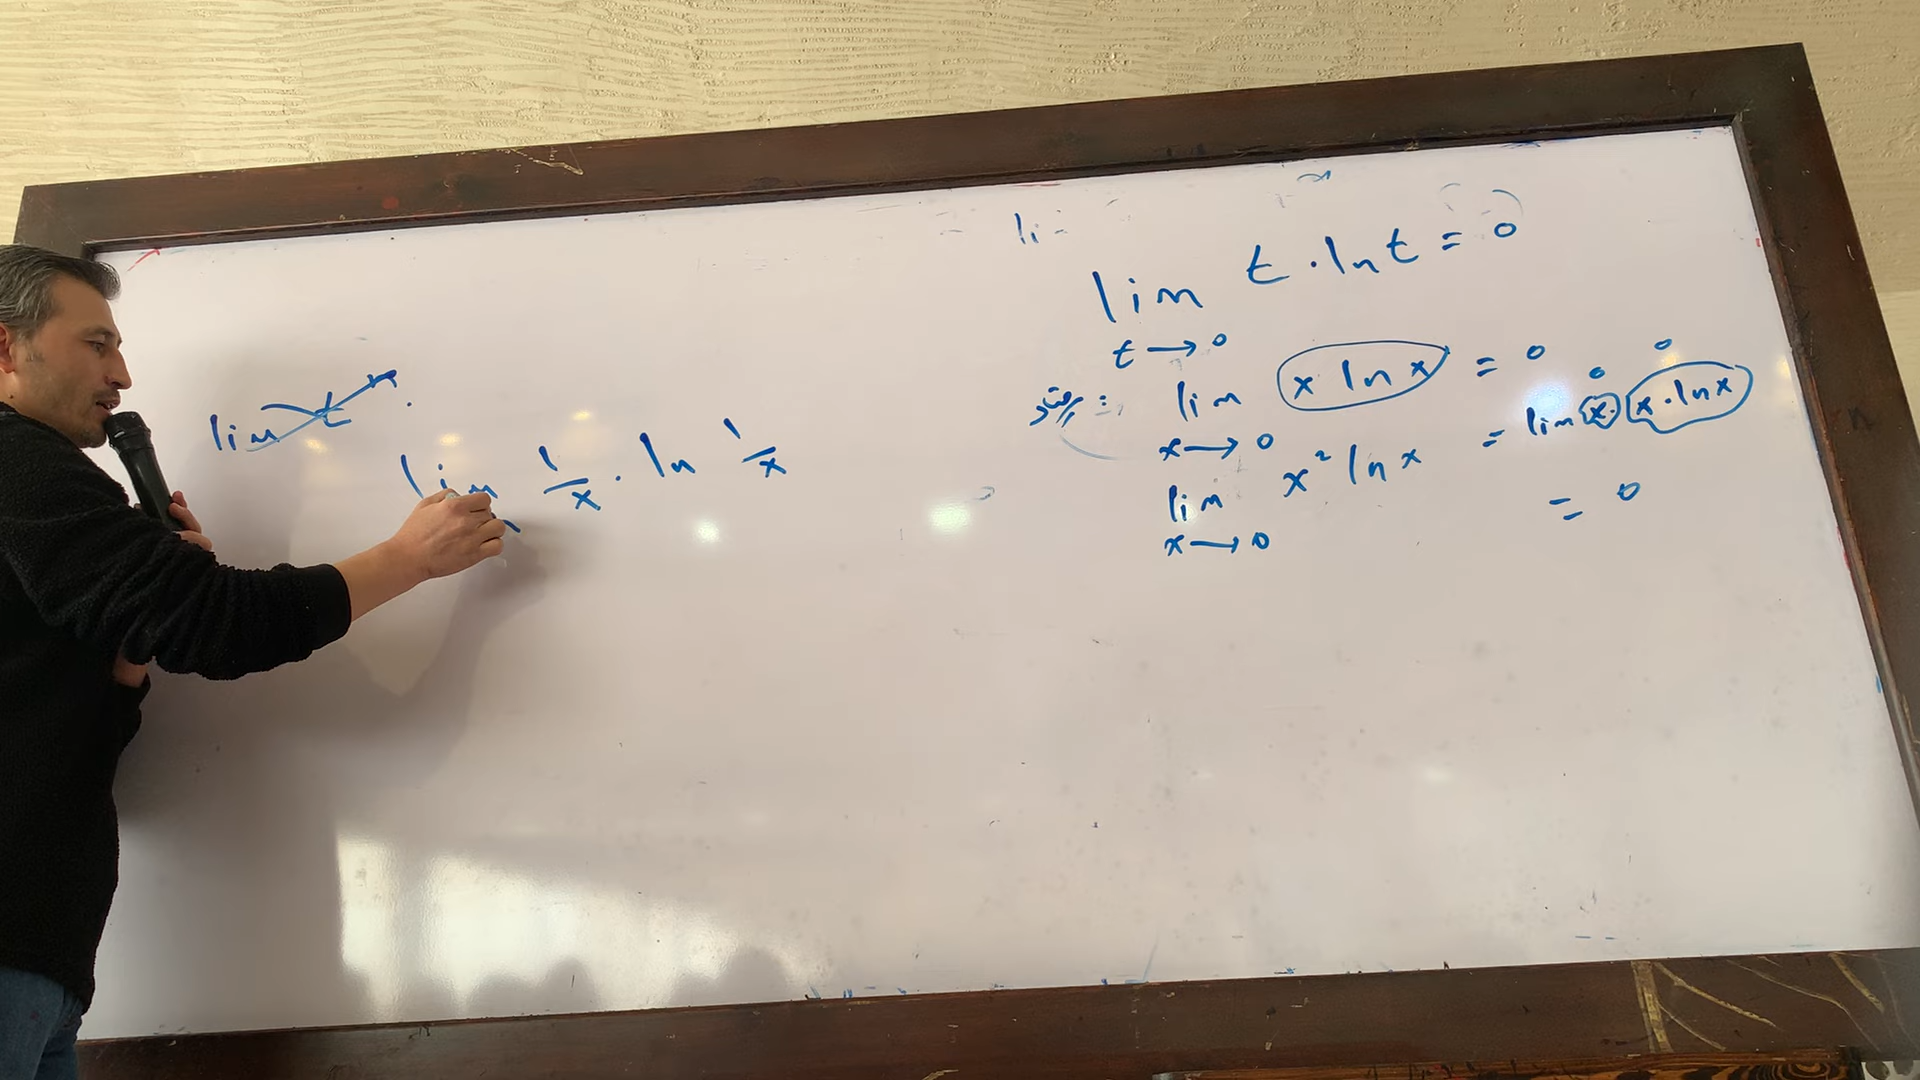 lim t · ln t = 0
t → 0
lim x ln x = 0
x → 0
lim x² ln x = lim x · x · ln x
x → 0
= 0
lim t
lim 1/x · ln 1/x